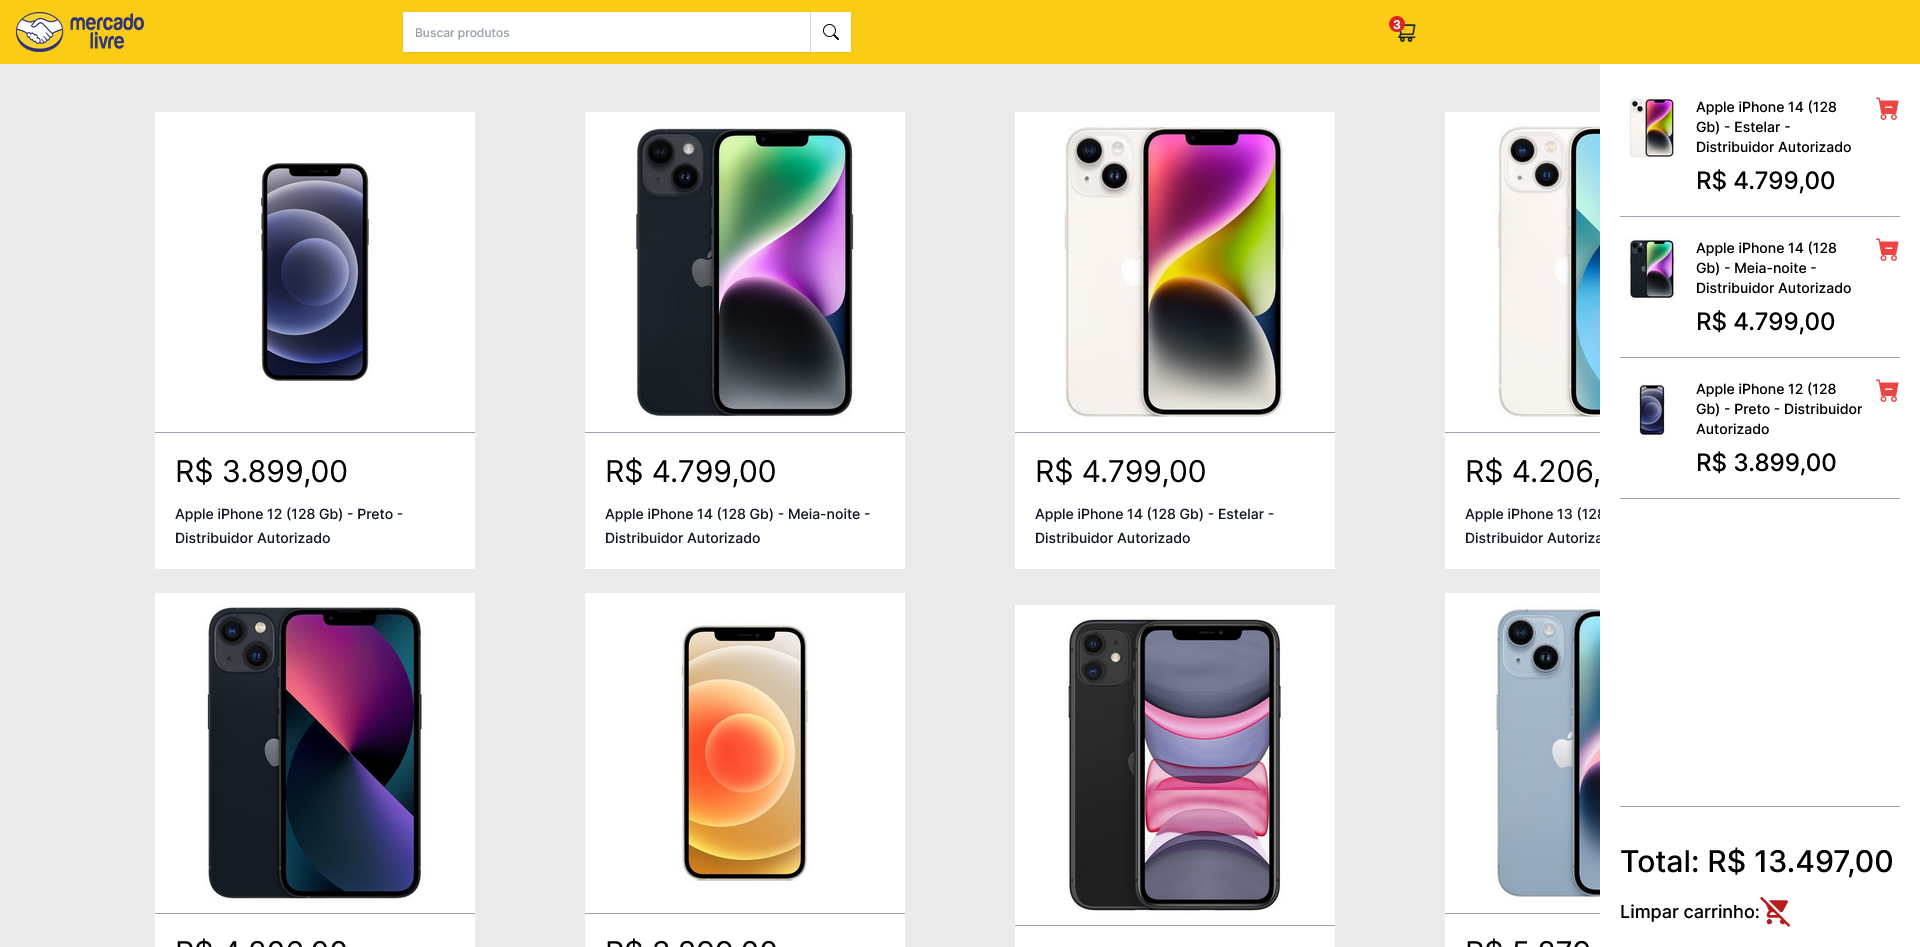 mercado
livre
Buscar produtos
3
R$ 3.899,00
Apple iPhone 12 (128 Gb) - Preto -
Distribuidor Autorizado
R$ 4.799,00
Apple iPhone 14 (128 Gb) - Meia-noite -
Distribuidor Autorizado
R$ 4.799,00
Apple iPhone 14 (128 Gb) - Estelar -
Distribuidor Autorizado
R$ 4.206,
Apple iPhone 13 (128
Distribuidor Autoriza
Apple iPhone 14 (128
Gb) - Estelar -
Distribuidor Autorizado
R$ 4.799,00
Apple iPhone 14 (128
Gb) - Meia-noite -
Distribuidor Autorizado
R$ 4.799,00
Apple iPhone 12 (128
Gb) - Preto - Distribuidor
Autorizado
R$ 3.899,00
Total: R$ 13.497,00
Limpar carrinho: